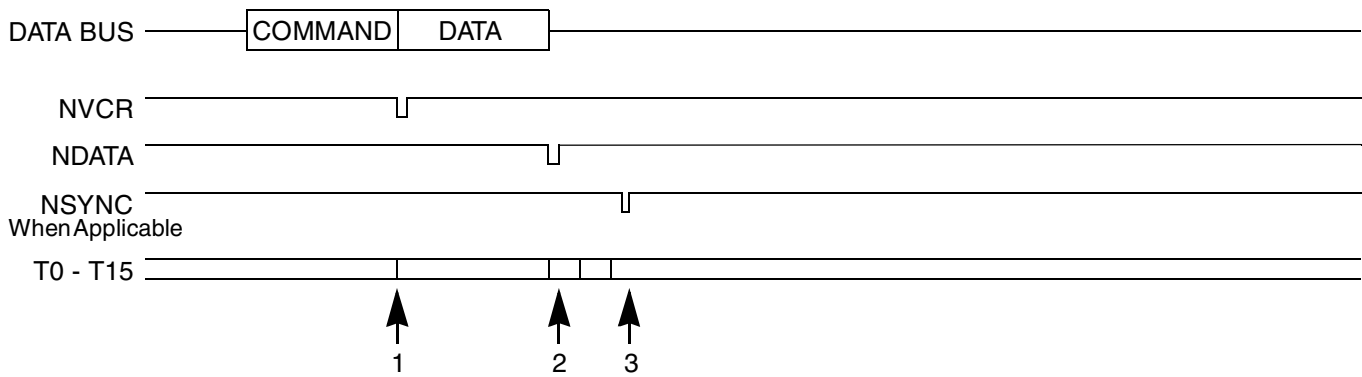 DATA BUS COMMAND DATA
NVCR
NDATA
NSYNC
When Applicable
T0 - T15
1 2 3